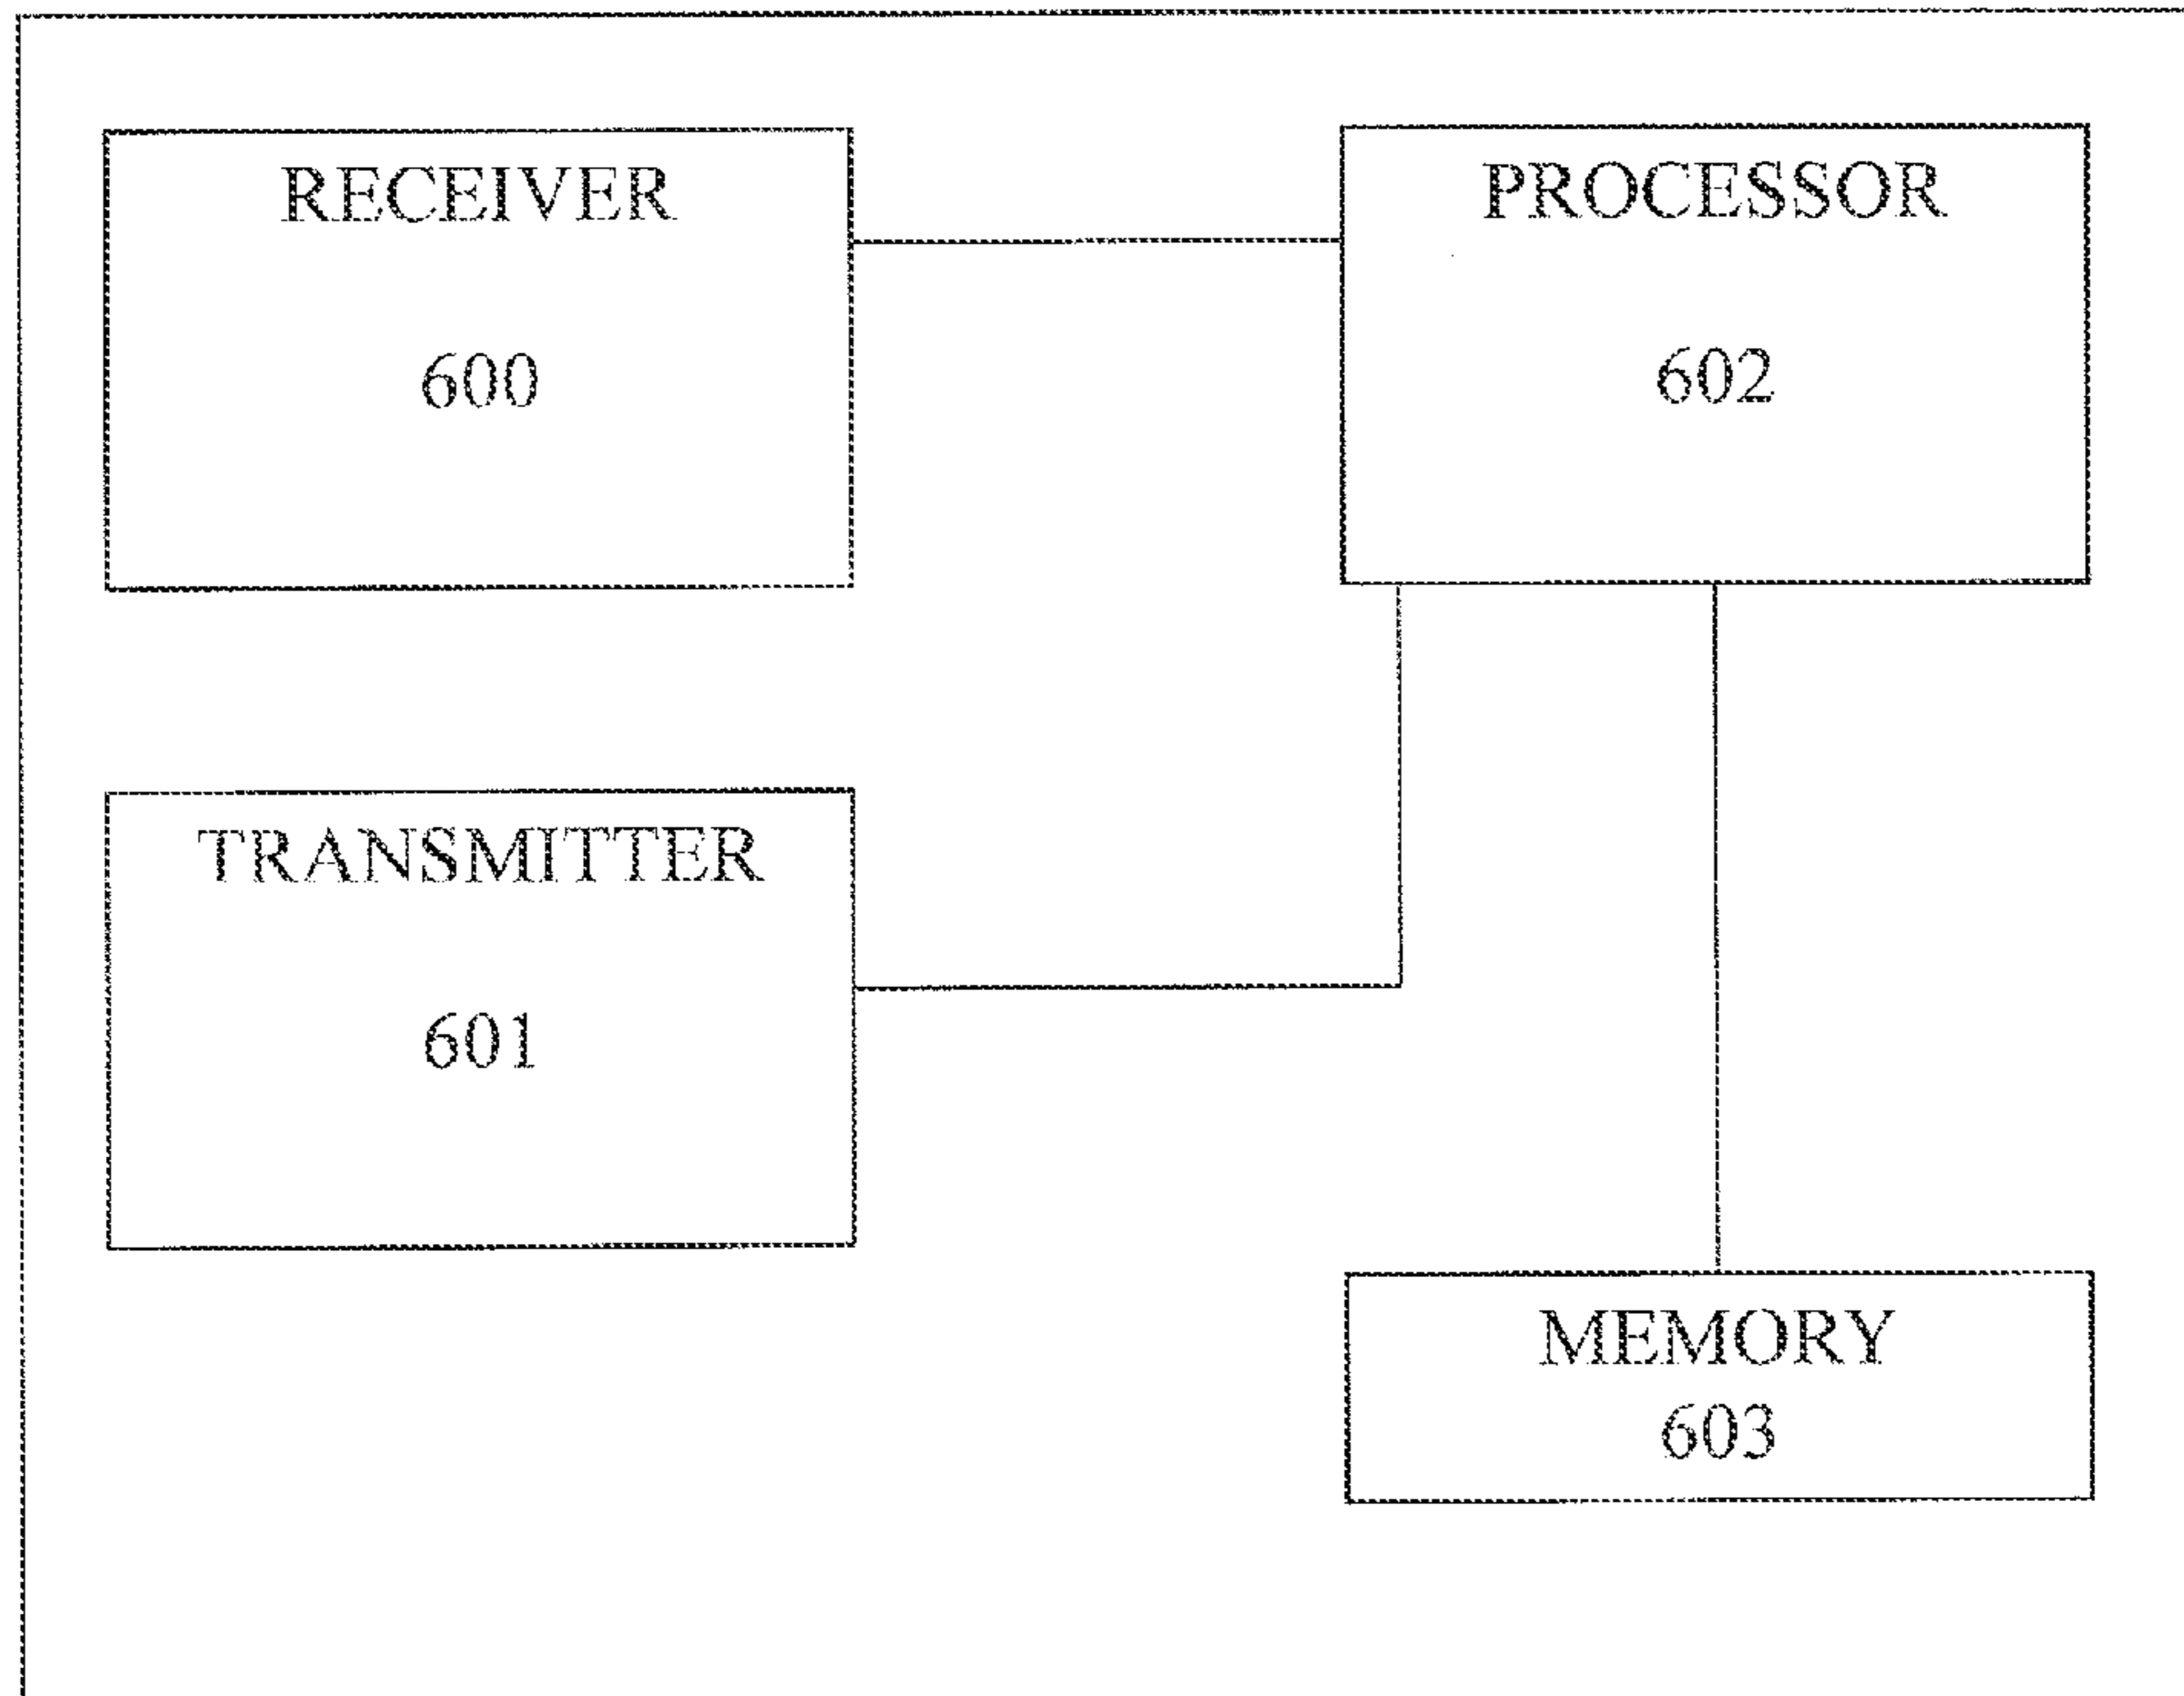 RECEIVER
600
PROCESSOR
602
TRANSMITTER
601
MEMORY
603